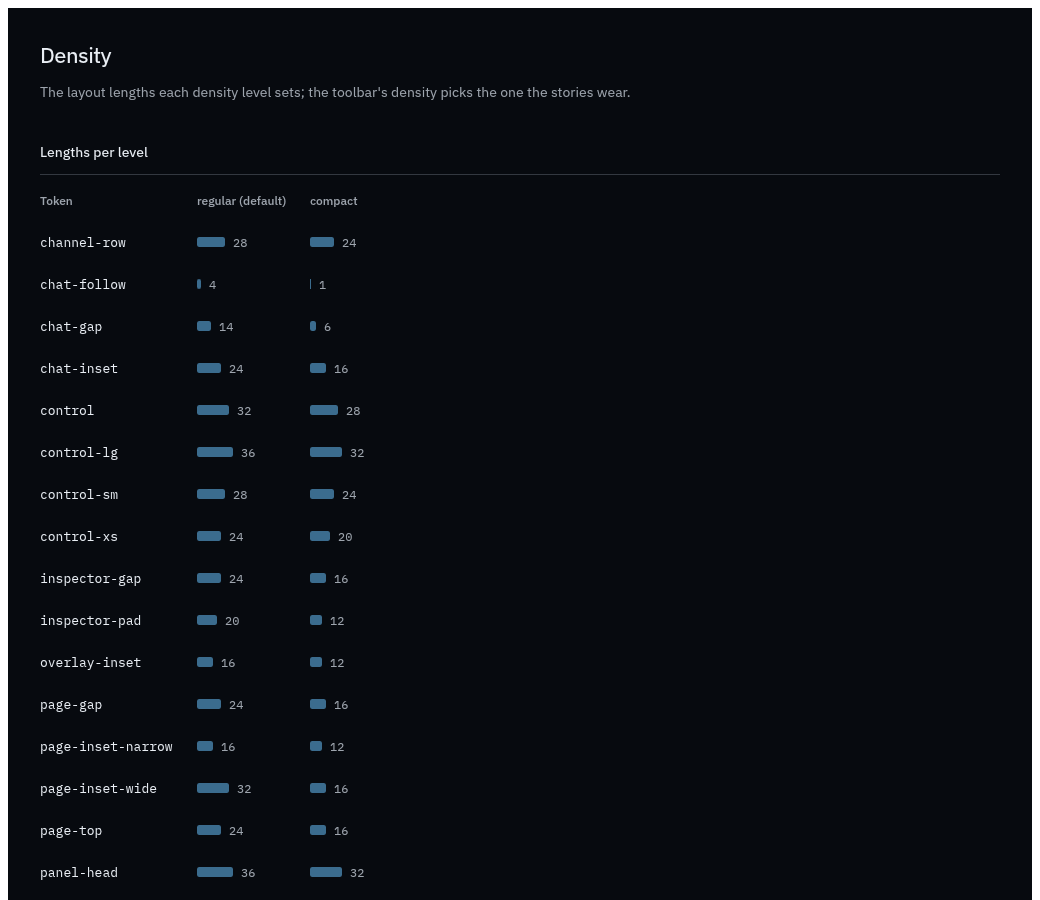 Density
The layout lengths each density level sets; the toolbar's density picks the one the stories wear.
Lengths per level
Token regular (default) compact
channel-row 28 24
chat-follow 4 1
chat-gap 14 6
chat-inset 24 16
control 32 28
control-lg 36 32
control-sm 28 24
control-xs 24 20
inspector-gap 24 16
inspector-pad 20 12
overlay-inset 16 12
page-gap 24 16
page-inset-narrow 16 12
page-inset-wide 32 16
page-top 24 16
panel-head 36 32